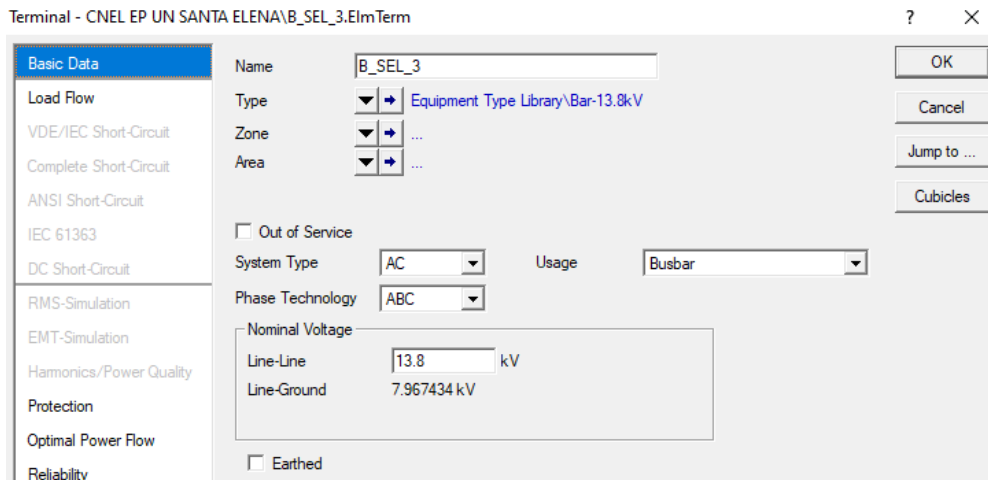 Terminal - CNEL EP UN SANTA ELENA\B_SEL_3.ElmTerm ? ×
Basic Data
Load Flow
VDE/IEC Short-Circuit
Complete Short-Circuit
ANSI Short-Circuit
IEC 61363
DC Short-Circuit
RMS-Simulation
EMT-Simulation
Harmonics/Power Quality
Protection
Optimal Power Flow
Reliability
Name B_SEL_3
Type Equipment Type Library\Bar-13.8kV
Zone ...
Area ...
Out of Service
System Type AC Usage Busbar
Phase Technology ABC
Nominal Voltage
Line-Line 13.8 kV
Line-Ground 7.967434 kV
Earthed
OK
Cancel
Jump to ...
Cubicles